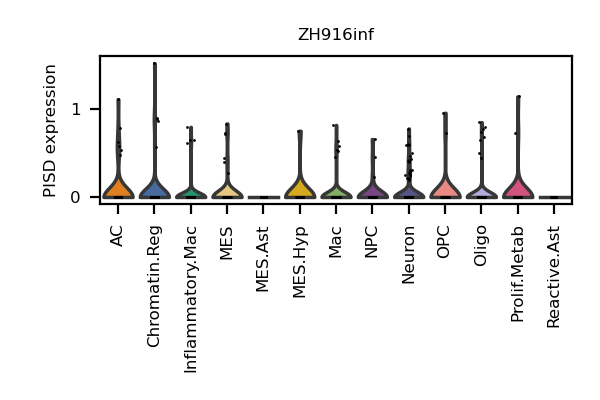 ZH916inf
PISD expression
1
0
AC
Chromatin.Reg
Inflammatory.Mac
MES
MES.Ast
MES.Hyp
Mac
NPC
Neuron
OPC
Oligo
Prolif.Metab
Reactive.Ast